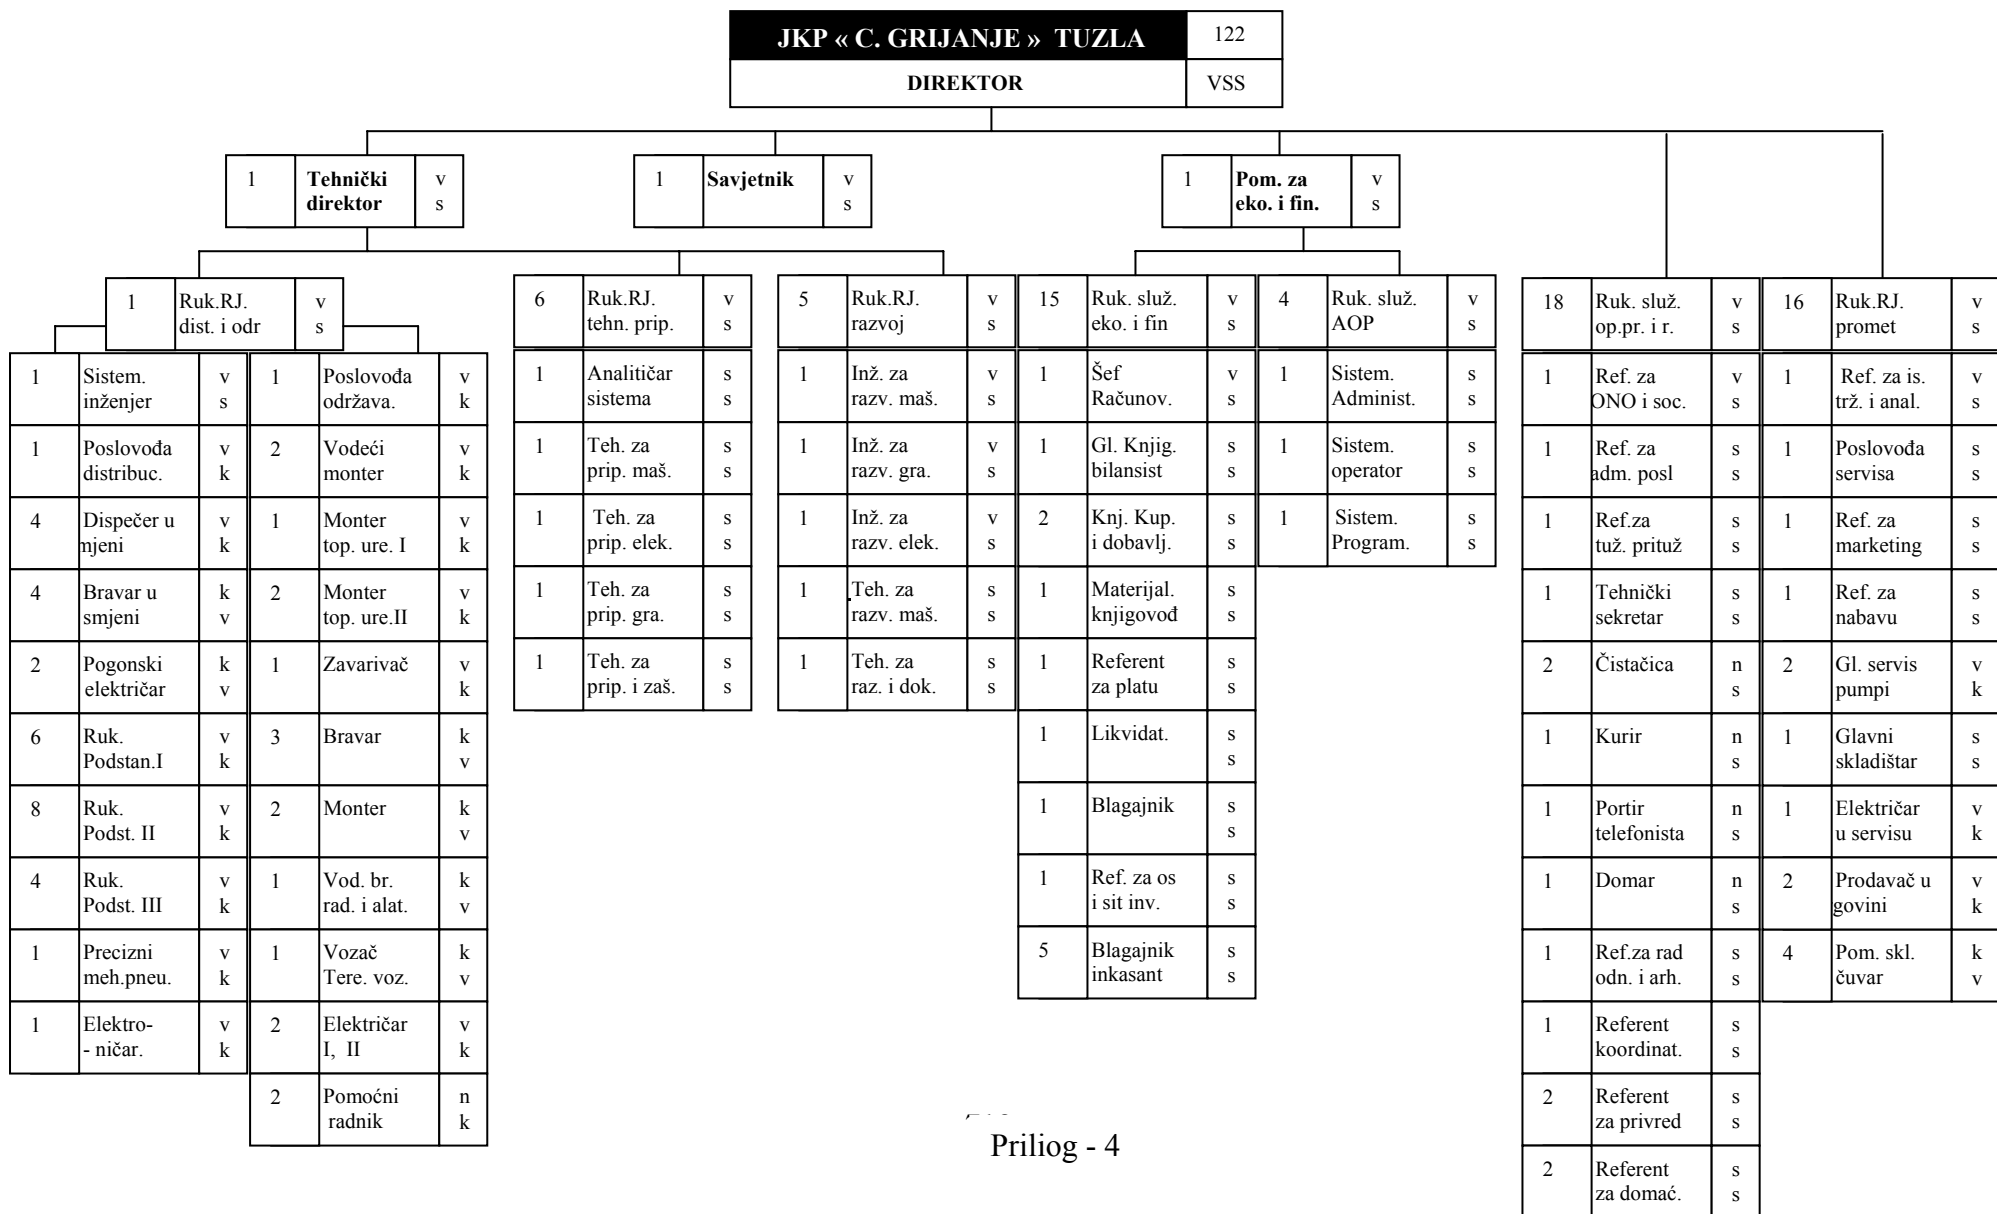 JKP « C. GRIJANJE » TUZLA 122
DIREKTOR VSS
1 Tehnički v
direktor s
1 Savjetnik v
s
1 Pom. za v
eko. i fin. s
1 Ruk.RJ. v
dist. i odr s
1 Sistem. v
inženjer s
1 Poslovođa v
distribuc. k
4 Dispečer u v
mjeni k
4 Bravar u k
smjeni v
2 Pogonski k
električar v
6 Ruk. v
Podstan.I k
8 Ruk. v
Podst. II k
4 Ruk. v
Podst. III k
1 Precizni v
meh.pneu. k
1 Elektro- v
- ničar. k
1 Poslovođa v
održava. k
2 Vodeći v
monter k
1 Monter v
top. ure. I k
2 Monter v
top. ure.II k
1 Zavarivač v
k
3 Bravar k
v
2 Monter k
v
1 Vod. br. k
rad. i alat. v
1 Vozač k
Tere. voz. v
2 Električar v
I, II k
2 Pomoćni n
radnik k
6 Ruk.RJ. v
tehn. prip. s
1 Analitičar s
sistema s
1 Teh. za s
prip. maš. s
1 Teh. za s
prip. elek. s
1 Teh. za s
prip. gra. s
1 Teh. za s
prip. i zaš. s
5 Ruk.RJ. v
razvoj s
1 Inž. za v
razv. maš. s
1 Inž. za v
razv. gra. s
1 Inž. za v
razv. elek. s
1 Teh. za s
razv. maš. s
1 Teh. za s
raz. i dok. s
15 Ruk. služ. v
eko. i fin s
1 Šef v
Računov. s
1 Gl. Knjig. s
bilansist s
2 Knj. Kup. s
i dobavlj. s
1 Materijal. s
knjigovođ s
1 Referent s
za platu s
1 Likvidat. s
s
1 Blagajnik s
s
1 Ref. za os s
i sit inv. s
5 Blagajnik s
inkasant s
4 Ruk. služ. v
AOP s
1 Sistem. s
Administ. s
1 Sistem. s
operator s
1 Sistem. s
Program. s
18 Ruk. služ. v
op.pr. i r. s
1 Ref. za v
ONO i soc. s
1 Ref. za s
adm. posl s
1 Ref.za s
tuž. prituž s
1 Tehnički s
sekretar s
2 Čistačica n
s
1 Kurir n
s
1 Portir n
telefonista s
1 Domar n
s
1 Ref.za rad s
odn. i arh. s
1 Referent s
koordinat. s
2 Referent s
za privred s
2 Referent s
za domać. s
16 Ruk.RJ. v
promet s
1 Ref. za is. v
trž. i anal. s
1 Poslovođa s
servisa s
1 Ref. za s
marketing s
1 Ref. za s
nabavu s
2 Gl. servis v
pumpi k
1 Glavni s
skladištar s
1 Električar v
u servisu k
2 Prodavač u v
govini k
4 Pom. skl. k
čuvar v
Priliog - 4